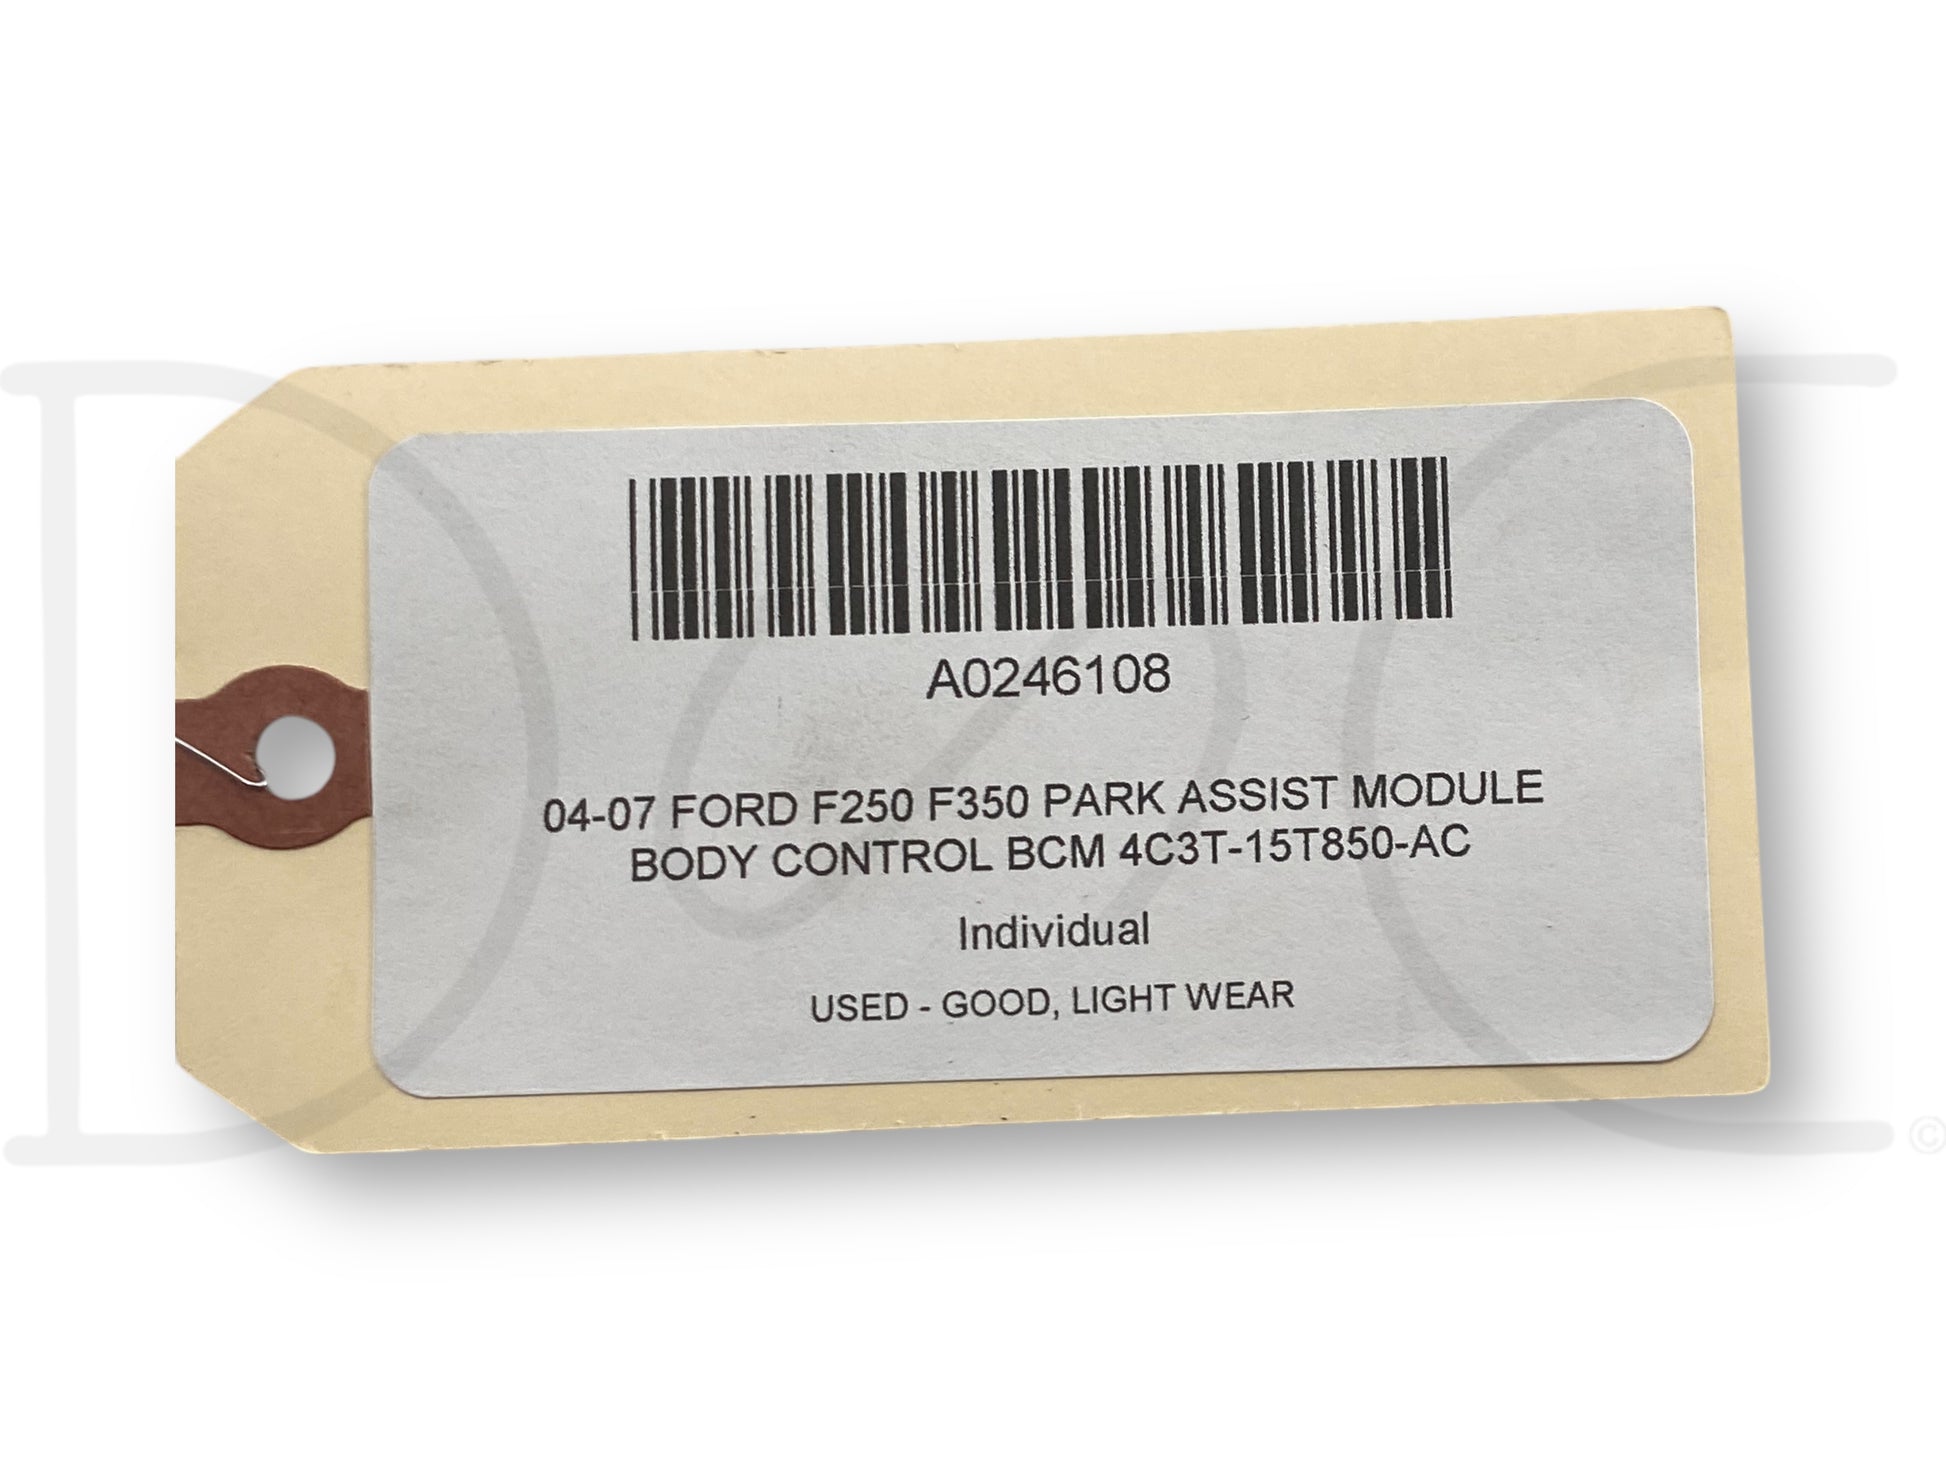 A0246108
04-07 FORD F250 F350 PARK ASSIST MODULE
BODY CONTROL BCM 4C3T-15T850-AC
Individual
USED - GOOD, LIGHT WEAR
©